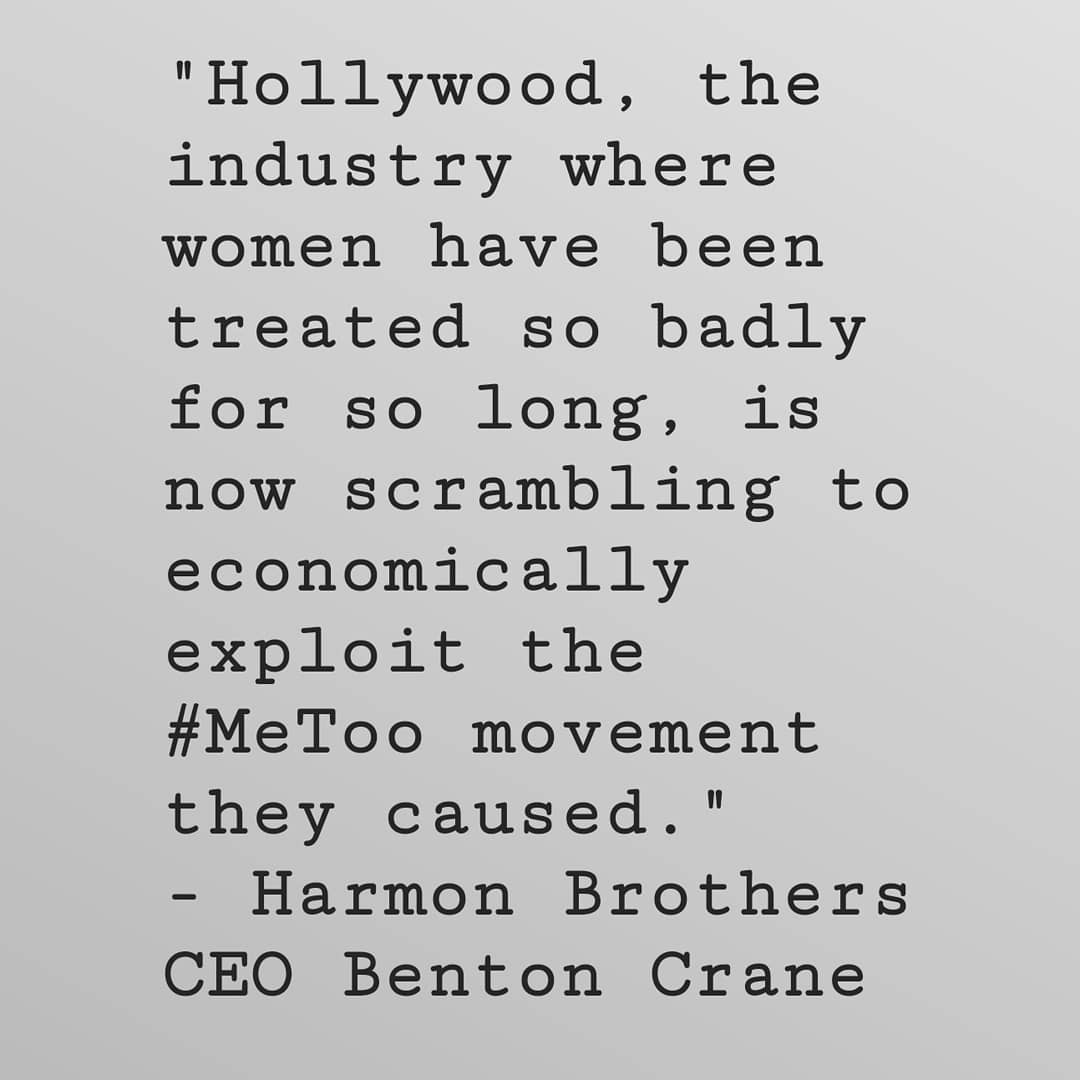 "Hollywood, the
industry where
women have been
treated so badly
for so long, is
now scrambling to
economically
exploit the
#MeToo movement
they caused."
- Harmon Brothers
CEO Benton Crane